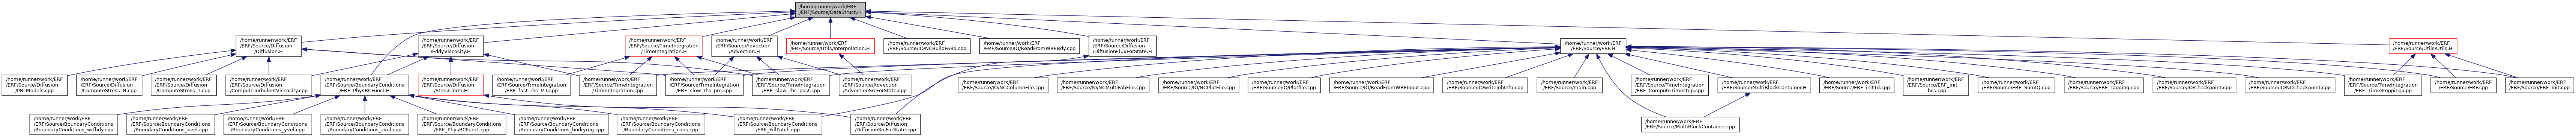 /home/runner/work/ERF
/ERF/Source/DataStruct.H
/home/runner/work/ERF
/ERF/Source/Diffusion
/Diffusion.H
/home/runner/work/ERF
/ERF/Source/Diffusion
/EddyViscosity.H
/home/runner/work/ERF
/ERF/Source/TimeIntegration
/TimeIntegration.H
/home/runner/work/ERF
/ERF/Source/Advection
/Advection.H
/home/runner/work/ERF
/ERF/Source/Utils/Interpolation.H
/home/runner/work/ERF
/ERF/Source/IO/NCBuildFABs.cpp
/home/runner/work/ERF
/ERF/Source/IO/ReadFromWRFBdy.cpp
/home/runner/work/ERF
/ERF/Source/Diffusion
/DiffusionFluxForState.H
/home/runner/work/ERF
/ERF/Source/ERF.H
/home/runner/work/ERF
/ERF/Source/Utils/Utils.H
/home/runner/work/ERF
/ERF/Source/Diffusion
/PBLModels.cpp
/home/runner/work/ERF
/ERF/Source/Diffusion
/ComputeStress_N.cpp
/home/runner/work/ERF
/ERF/Source/Diffusion
/ComputeStress_T.cpp
/home/runner/work/ERF
/ERF/Source/Diffusion
/ComputeTurbulentViscosity.cpp
/home/runner/work/ERF
/ERF/Source/BoundaryConditions
/ERF_PhysBCFunct.H
/home/runner/work/ERF
/ERF/Source/Diffusion
/StressTerm.H
/home/runner/work/ERF
/ERF/Source/TimeIntegration
/ERF_fast_rhs_MT.cpp
/home/runner/work/ERF
/ERF/Source/TimeIntegration
/TimeIntegration.cpp
/home/runner/work/ERF
/ERF/Source/TimeIntegration
/ERF_slow_rhs_pre.cpp
/home/runner/work/ERF
/ERF/Source/TimeIntegration
/ERF_slow_rhs_post.cpp
/home/runner/work/ERF
/ERF/Source/Advection
/AdvectionSrcForState.cpp
/home/runner/work/ERF
/ERF/Source/IO/NCColumnFile.cpp
/home/runner/work/ERF
/ERF/Source/IO/NCMultiFabFile.cpp
/home/runner/work/ERF
/ERF/Source/IO/NCPlotFile.cpp
/home/runner/work/ERF
/ERF/Source/IO/Plotfile.cpp
/home/runner/work/ERF
/ERF/Source/IO/ReadFromWRFInput.cpp
/home/runner/work/ERF
/ERF/Source/IO/writeJobInfo.cpp
/home/runner/work/ERF
/ERF/Source/main.cpp
/home/runner/work/ERF
/ERF/Source/TimeIntegration
/ERF_ComputeTimestep.cpp
/home/runner/work/ERF
/ERF/Source/MultiBlockContainer.H
/home/runner/work/ERF
/ERF/Source/ERF_init1d.cpp
/home/runner/work/ERF
/ERF/Source/ERF_init
_bcs.cpp
/home/runner/work/ERF
/ERF/Source/ERF_SumIQ.cpp
/home/runner/work/ERF
/ERF/Source/ERF_Tagging.cpp
/home/runner/work/ERF
/ERF/Source/IO/Checkpoint.cpp
/home/runner/work/ERF
/ERF/Source/IO/NCCheckpoint.cpp
/home/runner/work/ERF
/ERF/Source/TimeIntegration
/ERF_TimeStepping.cpp
/home/runner/work/ERF
/ERF/Source/ERF.cpp
/home/runner/work/ERF
/ERF/Source/ERF_init.cpp
/home/runner/work/ERF
/ERF/Source/BoundaryConditions
/BoundaryConditions_wrfbdy.cpp
/home/runner/work/ERF
/ERF/Source/BoundaryConditions
/BoundaryConditions_xvel.cpp
/home/runner/work/ERF
/ERF/Source/BoundaryConditions
/BoundaryConditions_yvel.cpp
/home/runner/work/ERF
/ERF/Source/BoundaryConditions
/BoundaryConditions_zvel.cpp
/home/runner/work/ERF
/ERF/Source/BoundaryConditions
/ERF_PhysBCFunct.cpp
/home/runner/work/ERF
/ERF/Source/BoundaryConditions
/BoundaryConditions_bndryreg.cpp
/home/runner/work/ERF
/ERF/Source/BoundaryConditions
/BoundaryConditions_cons.cpp
/home/runner/work/ERF
/ERF/Source/BoundaryConditions
/ERF_FillPatch.cpp
/home/runner/work/ERF
/ERF/Source/Diffusion
/DiffusionSrcForState.cpp
/home/runner/work/ERF
/ERF/Source/MultiBlockContainer.cpp